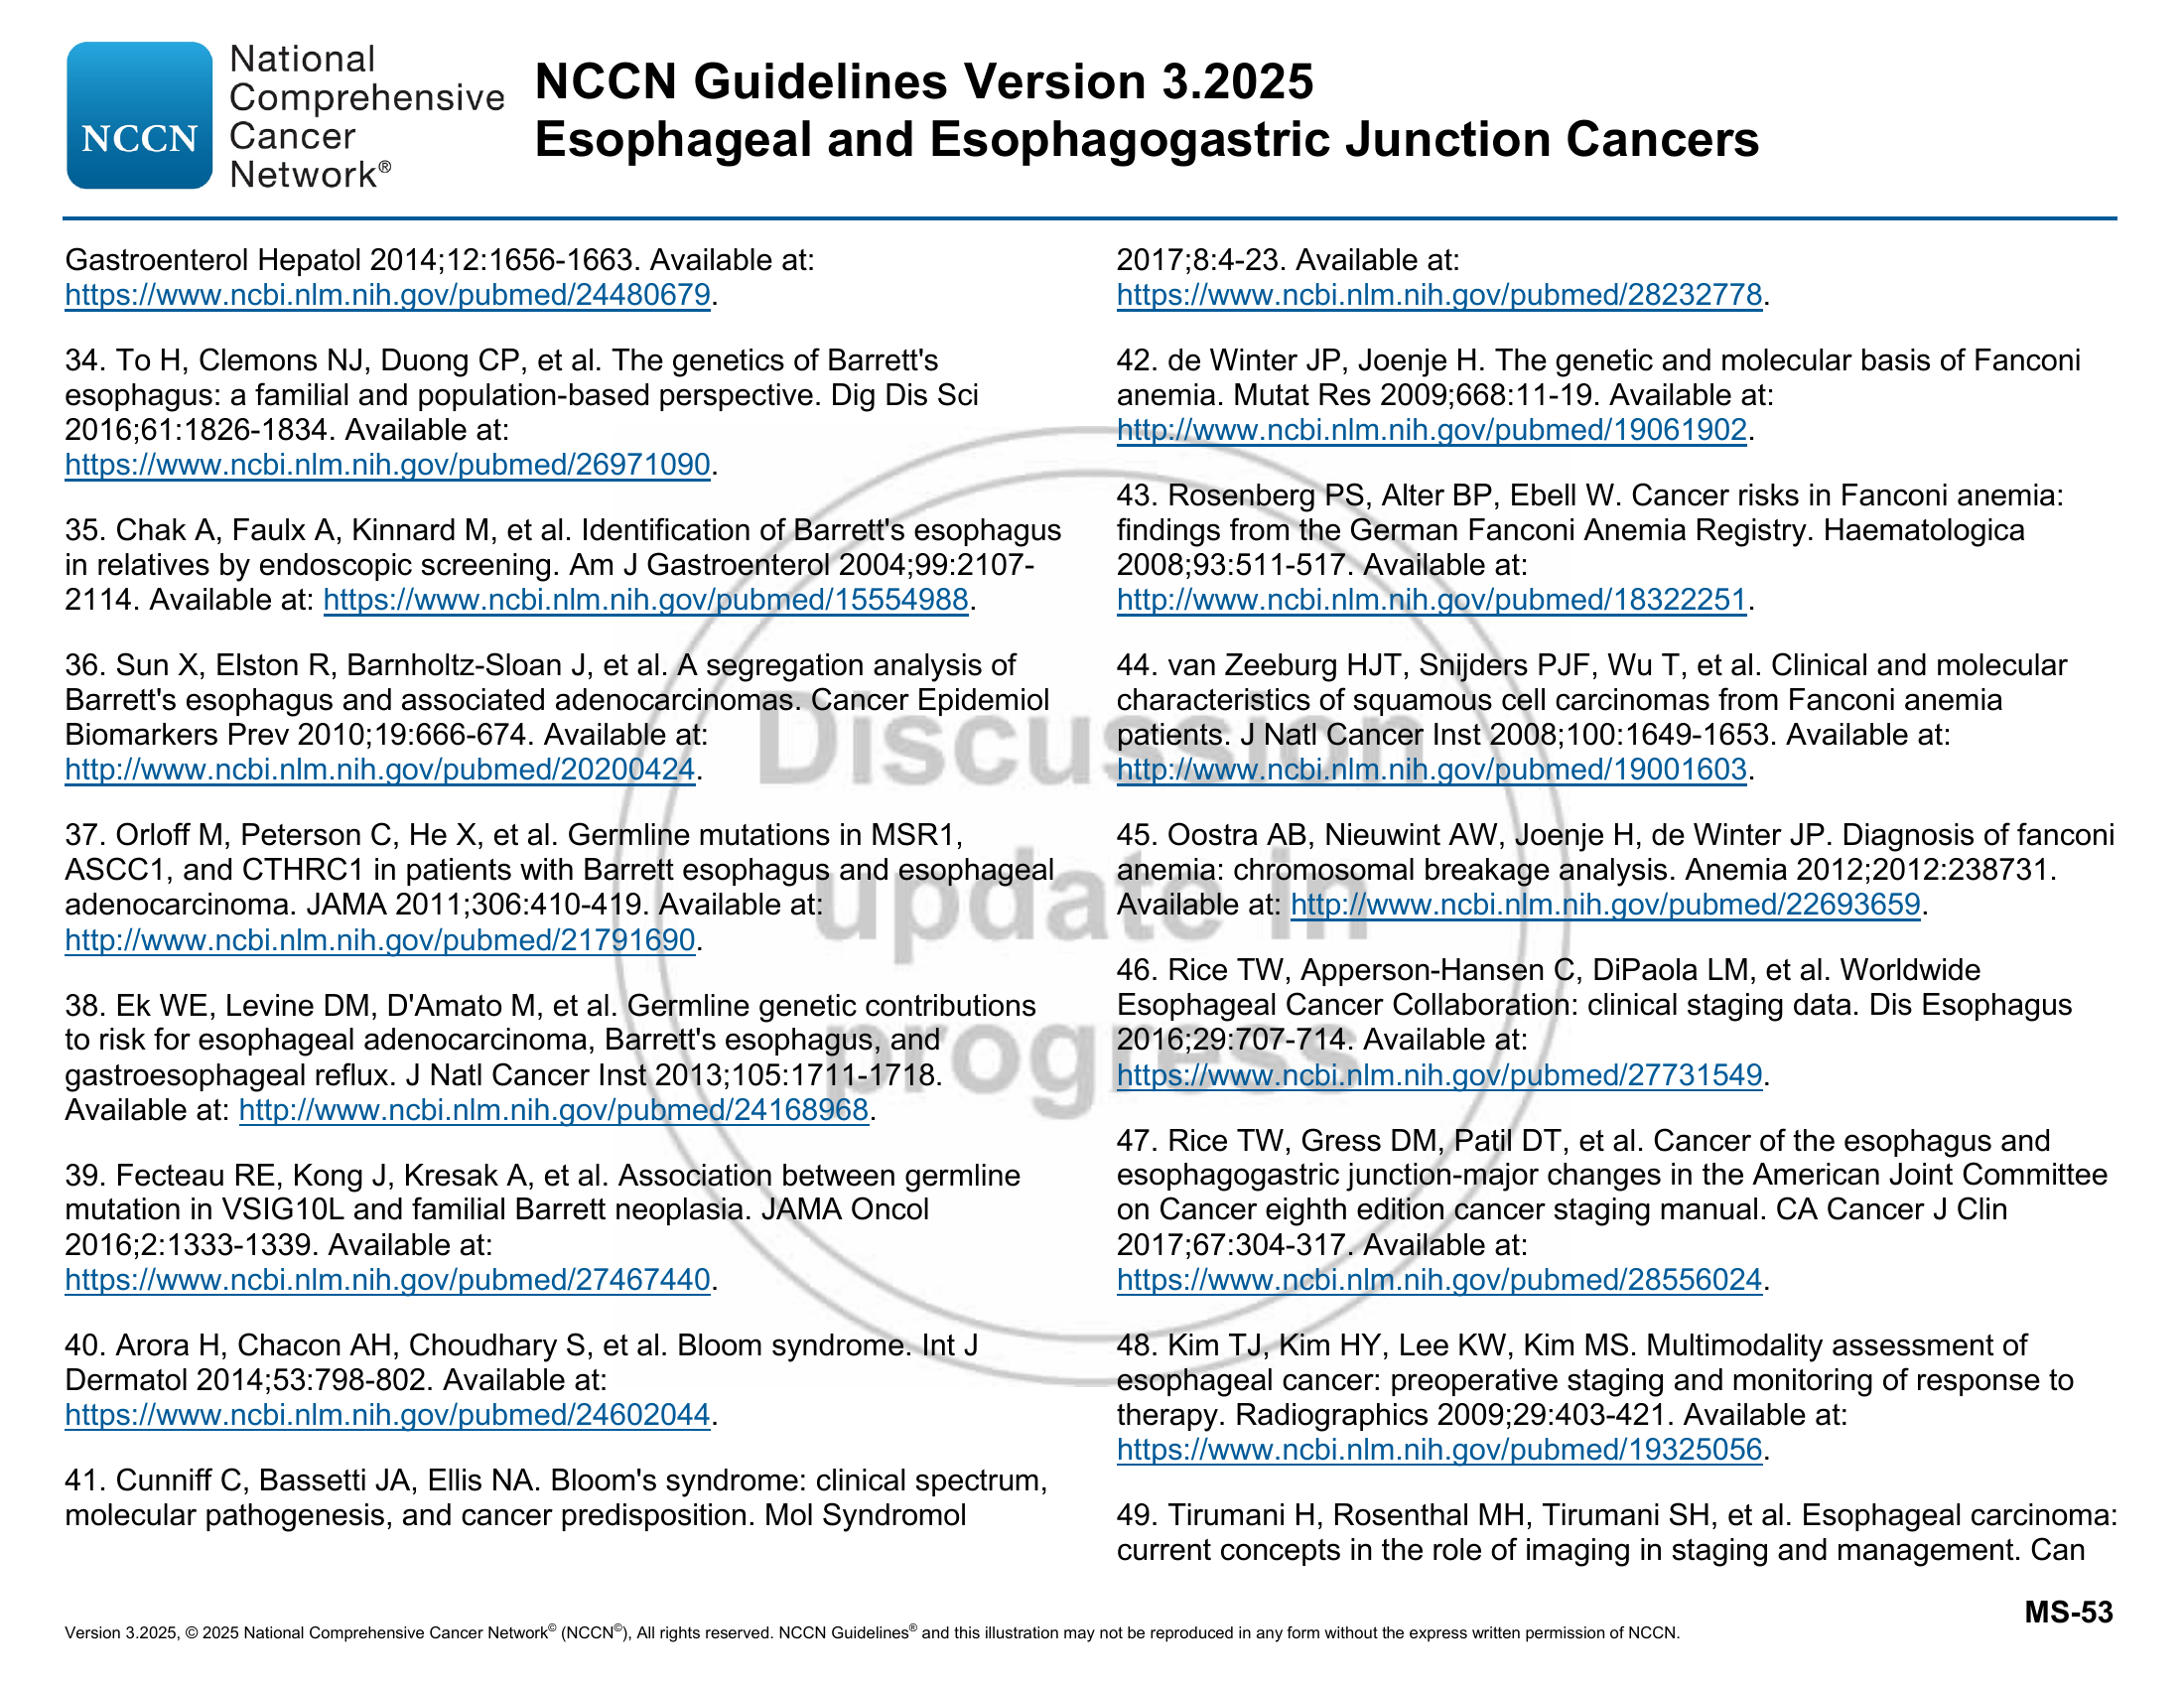 National
Comprehensive
Cancer
Network®
NCCN
NCCN Guidelines Version 3.2025
Esophageal and Esophagogastric Junction Cancers
Gastroenterol Hepatol 2014;12:1656-1663. Available at:
https://www.ncbi.nlm.nih.gov/pubmed/24480679.
34. To H, Clemons NJ, Duong CP, et al. The genetics of Barrett's
esophagus: a familial and population-based perspective. Dig Dis Sci
2016;61:1826-1834. Available at:
https://www.ncbi.nlm.nih.gov/pubmed/26971090.
35. Chak A, Faulx A, Kinnard M, et al. Identification of Barrett's esophagus
in relatives by endoscopic screening. Am J Gastroenterol 2004;99:2107-
2114. Available at: https://www.ncbi.nlm.nih.gov/pubmed/15554988.
36. Sun X, Elston R, Barnholtz-Sloan J, et al. A segregation analysis of
Barrett's esophagus and associated adenocarcinomas. Cancer Epidemiol
Biomarkers Prev 2010;19:666-674. Available at:
http://www.ncbi.nlm.nih.gov/pubmed/20200424.
37. Orloff M, Peterson C, He X, et al. Germline mutations in MSR1,
ASCC1, and CTHRC1 in patients with Barrett esophagus and esophageal
adenocarcinoma. JAMA 2011;306:410-419. Available at:
http://www.ncbi.nlm.nih.gov/pubmed/21791690.
38. Ek WE, Levine DM, D'Amato M, et al. Germline genetic contributions
to risk for esophageal adenocarcinoma, Barrett's esophagus, and
gastroesophageal reflux. J Natl Cancer Inst 2013;105:1711-1718.
Available at: http://www.ncbi.nlm.nih.gov/pubmed/24168968.
39. Fecteau RE, Kong J, Kresak A, et al. Association between germline
mutation in VSIG10L and familial Barrett neoplasia. JAMA Oncol
2016;2:1333-1339. Available at:
https://www.ncbi.nlm.nih.gov/pubmed/27467440.
40. Arora H, Chacon AH, Choudhary S, et al. Bloom syndrome. Int J
Dermatol 2014;53:798-802. Available at:
https://www.ncbi.nlm.nih.gov/pubmed/24602044.
41. Cunniff C, Bassetti JA, Ellis NA. Bloom's syndrome: clinical spectrum,
molecular pathogenesis, and cancer predisposition. Mol Syndromol
2017;8:4-23. Available at:
https://www.ncbi.nlm.nih.gov/pubmed/28232778.
42. de Winter JP, Joenje H. The genetic and molecular basis of Fanconi
anemia. Mutat Res 2009;668:11-19. Available at:
http://www.ncbi.nlm.nih.gov/pubmed/19061902.
43. Rosenberg PS, Alter BP, Ebell W. Cancer risks in Fanconi anemia:
findings from the German Fanconi Anemia Registry. Haematologica
2008;93:511-517. Available at:
http://www.ncbi.nlm.nih.gov/pubmed/18322251.
44. van Zeeburg HJT, Snijders PJF, Wu T, et al. Clinical and molecular
characteristics of squamous cell carcinomas from Fanconi anemia
patients. J Natl Cancer Inst 2008;100:1649-1653. Available at:
http://www.ncbi.nlm.nih.gov/pubmed/19001603.
45. Oostra AB, Nieuwint AW, Joenje H, de Winter JP. Diagnosis of fanconi
anemia: chromosomal breakage analysis. Anemia 2012;2012:238731.
Available at: http://www.ncbi.nlm.nih.gov/pubmed/22693659.
46. Rice TW, Apperson-Hansen C, DiPaola LM, et al. Worldwide
Esophageal Cancer Collaboration: clinical staging data. Dis Esophagus
2016;29:707-714. Available at:
https://www.ncbi.nlm.nih.gov/pubmed/27731549.
47. Rice TW, Gress DM, Patil DT, et al. Cancer of the esophagus and
esophagogastric junction-major changes in the American Joint Committee
on Cancer eighth edition cancer staging manual. CA Cancer J Clin
2017;67:304-317. Available at:
https://www.ncbi.nlm.nih.gov/pubmed/28556024.
48. Kim TJ, Kim HY, Lee KW, Kim MS. Multimodality assessment of
esophageal cancer: preoperative staging and monitoring of response to
therapy. Radiographics 2009;29:403-421. Available at:
https://www.ncbi.nlm.nih.gov/pubmed/19325056.
49. Tirumani H, Rosenthal MH, Tirumani SH, et al. Esophageal carcinoma:
current concepts in the role of imaging in staging and management. Can
Discussion
update in
progress
MS-53
Version 3.2025, © 2025 National Comprehensive Cancer Network© (NCCN©), All rights reserved. NCCN Guidelines® and this illustration may not be reproduced in any form without the express written permission of NCCN.